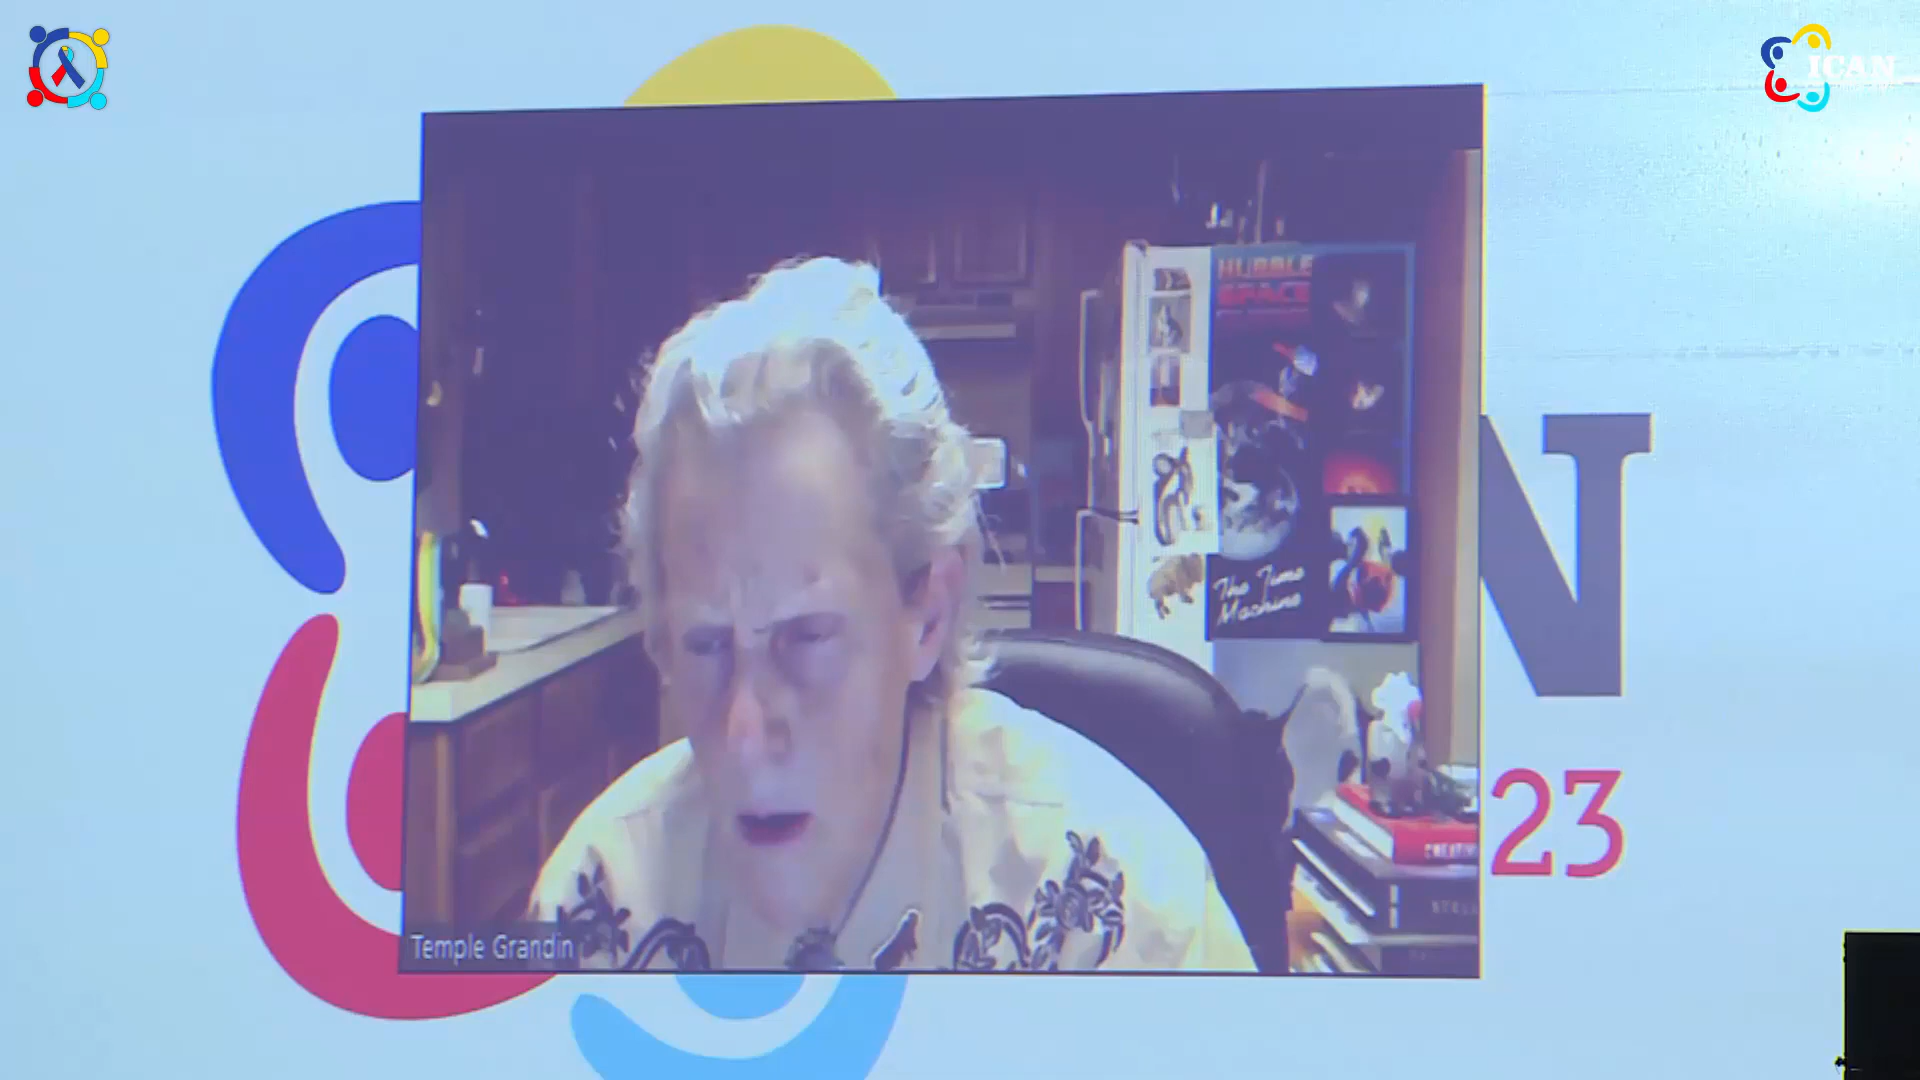 ICAN
HUBBLE
SPACE
The Time
Machine
N
23
Temple Grandin